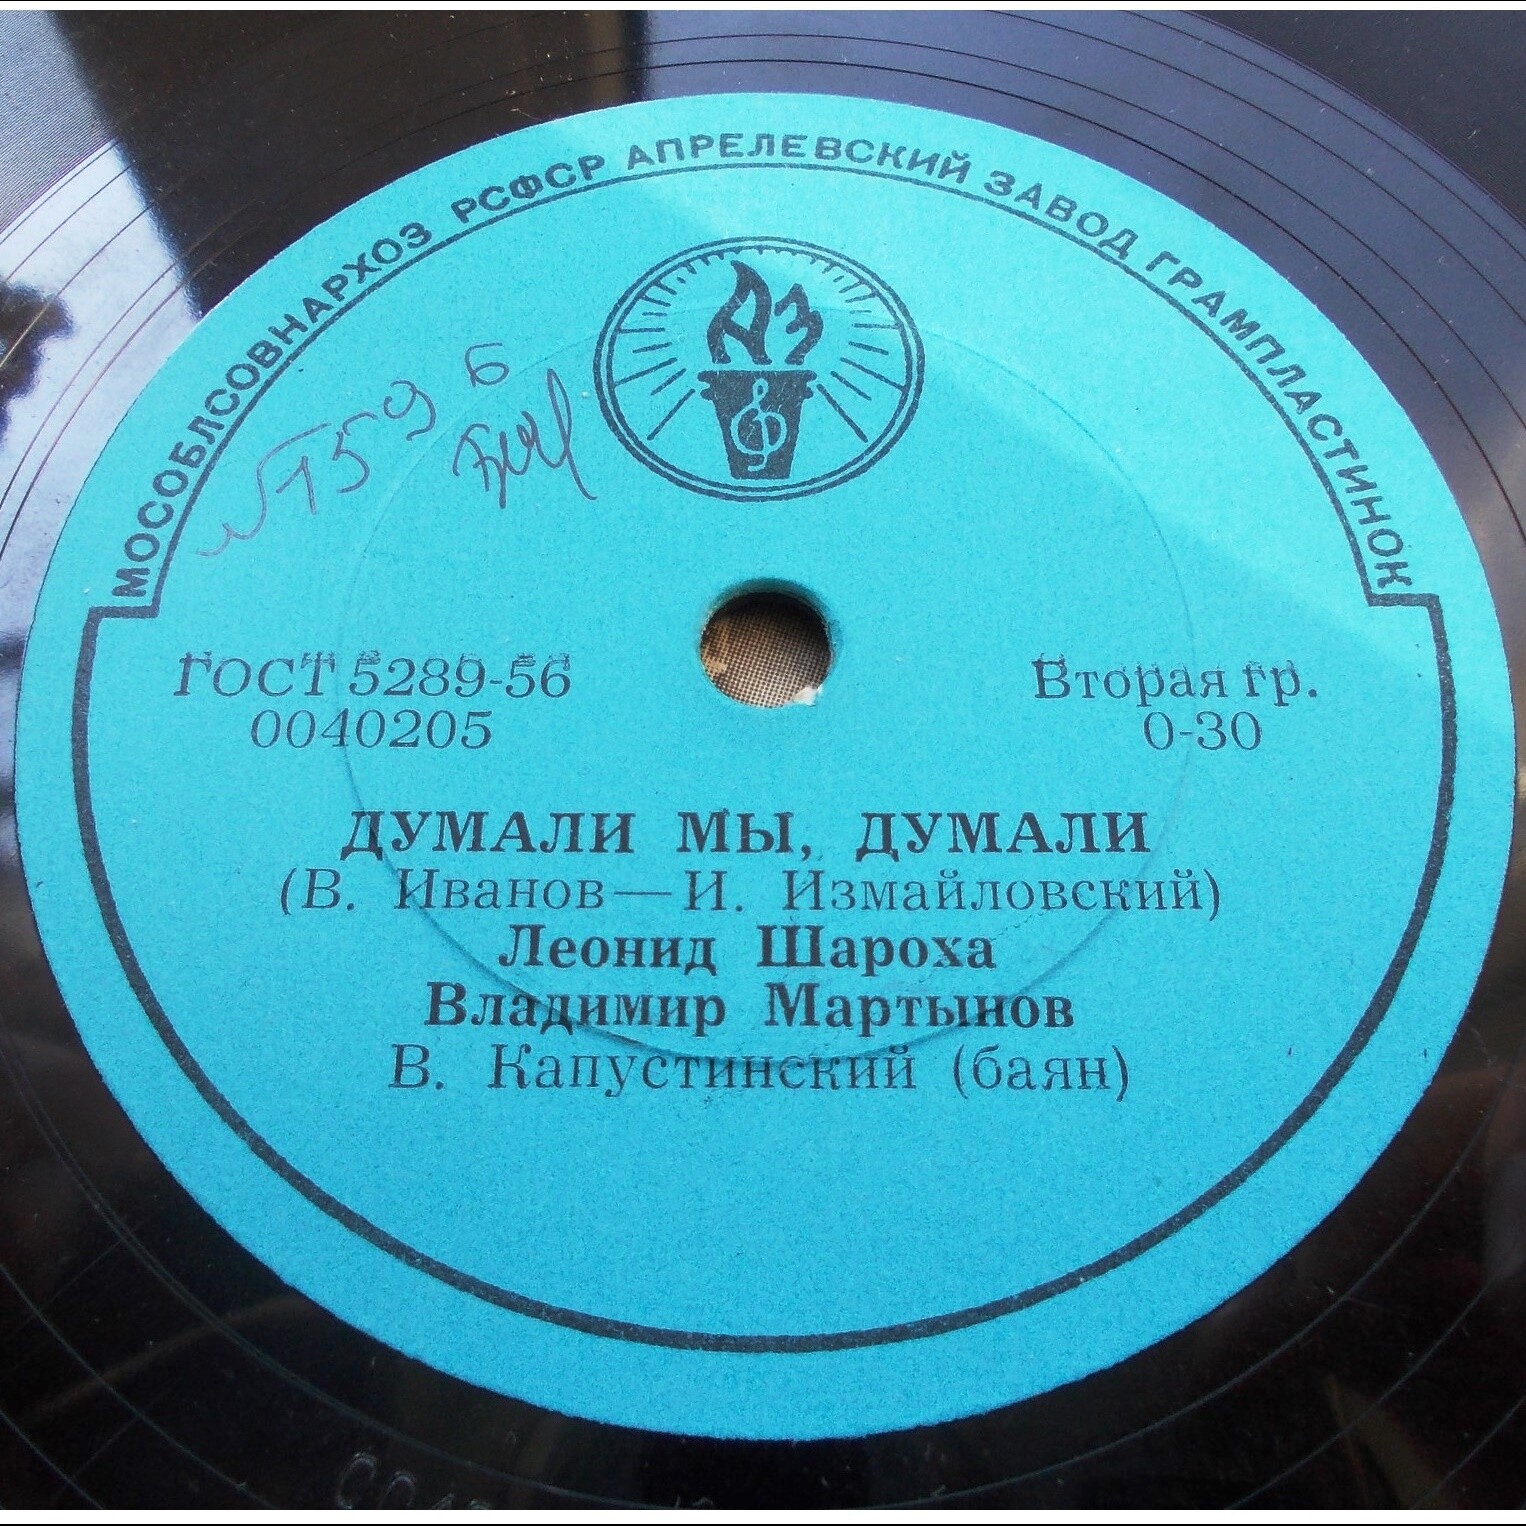 МОСОБЛСОВНАРХОЗ РСФСР АПРЕЛЕВСКИЙ ЗАВОД ГРАМПЛАСТИНОК
АЗ
ГОСТ 5289-56
0040205
Вторая гр.
0-30
ДУМАЛИ МЫ, ДУМАЛИ
(В. Иванов—И. Измайловский)
Леонид Шароха
Владимир Мартынов
В. Капустинский (баян)